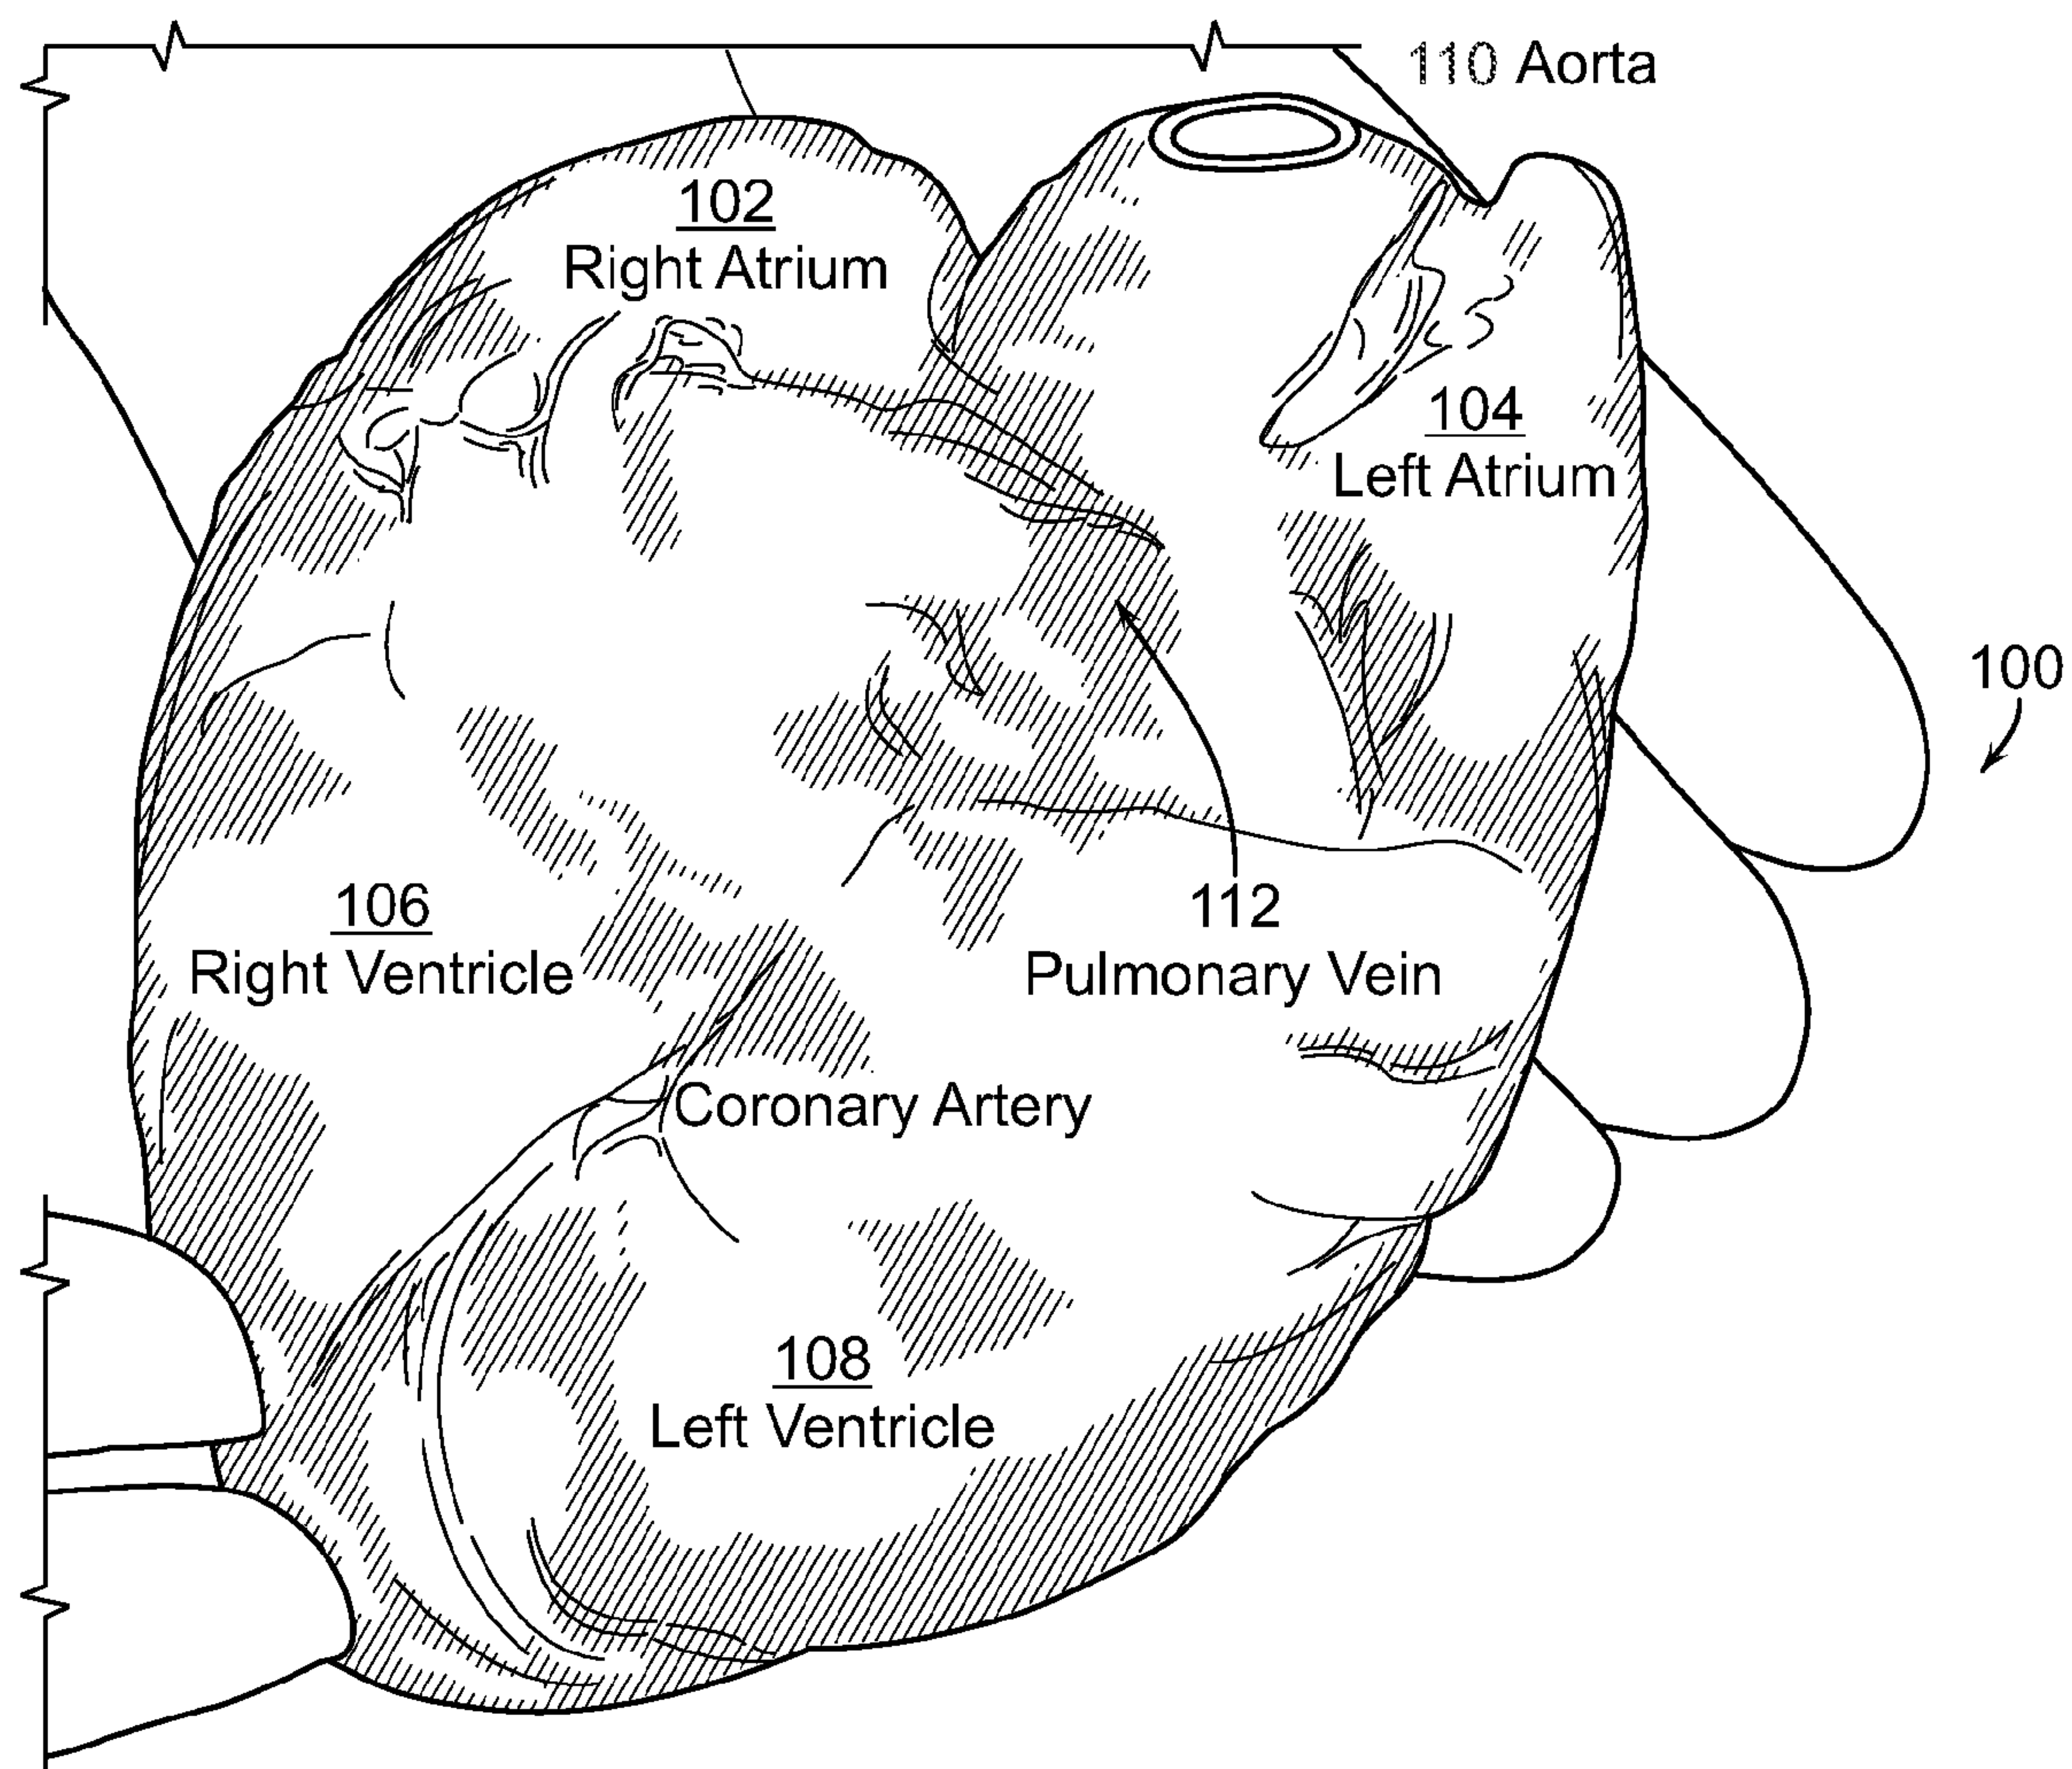 110 Aorta
102
Right Atrium
104
Left Atrium
100
106
Right Ventricle
112
Pulmonary Vein
Coronary Artery
108
Left Ventricle